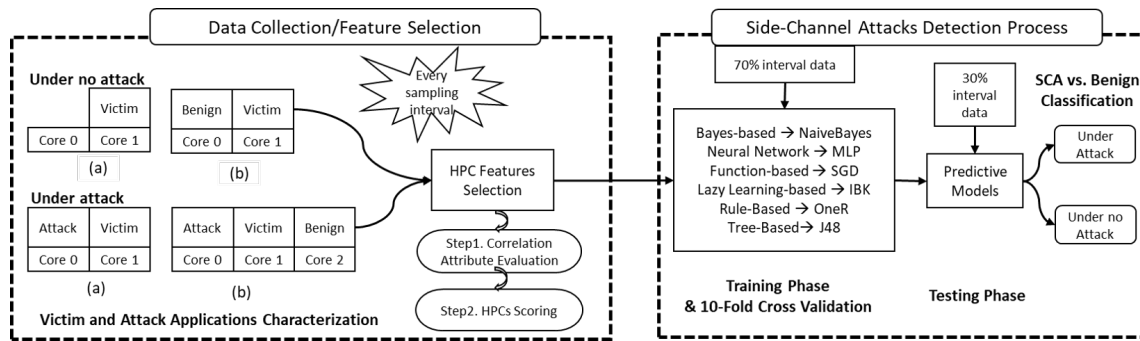 Data Collection/Feature Selection
Under no attack
Victim
Core 0 Core 1
(a)
Benign Victim
Core 0 Core 1
(b)
Every
sampling
interval
Under attack
Attack Victim
Core 0 Core 1
(a)
Attack Victim Benign
Core 0 Core 1 Core 2
(b)
Victim and Attack Applications Characterization
HPC Features
Selection
Step1. Correlation
Attribute Evaluation
Step2. HPCs Scoring
Side-Channel Attacks Detection Process
70% interval data
Bayes-based → NaiveBayes
Neural Network → MLP
Function-based → SGD
Lazy Learning-based → IBK
Rule-Based → OneR
Tree-Based→ J48
Training Phase
& 10-Fold Cross Validation
30%
interval
data
Predictive
Models
Testing Phase
SCA vs. Benign
Classification
Under
Attack
Under no
Attack